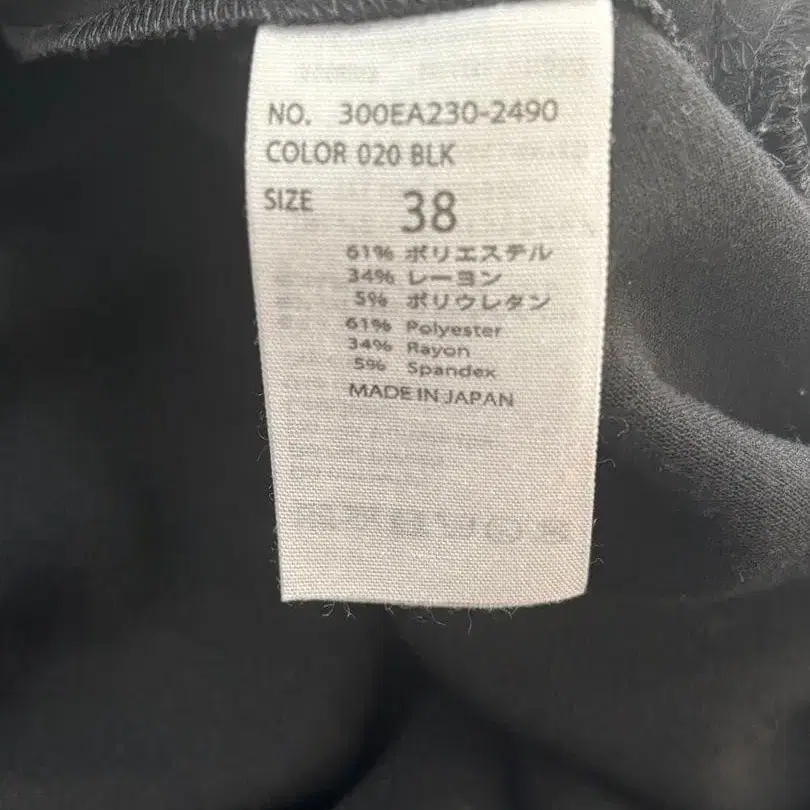 NO. 300EA230-2490
COLOR 020 BLK
SIZE 38
61% ポリエステル
34% レーヨン
5% ポリウレタン
61% Polyester
34% Rayon
5% Spandex
MADE IN JAPAN